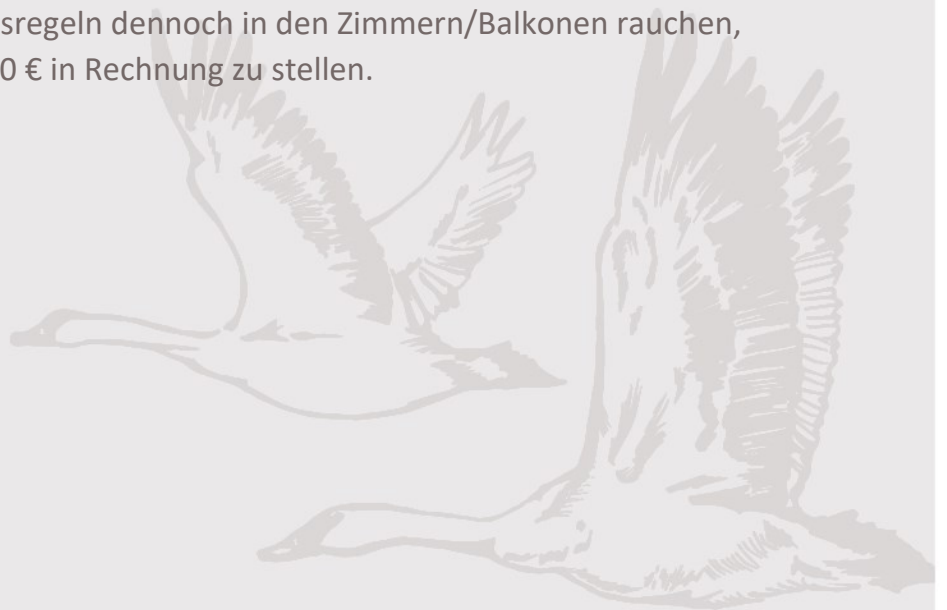 sregeln dennoch in den Zimmern/Balkonen rauchen,
0 € in Rechnung zu stellen.